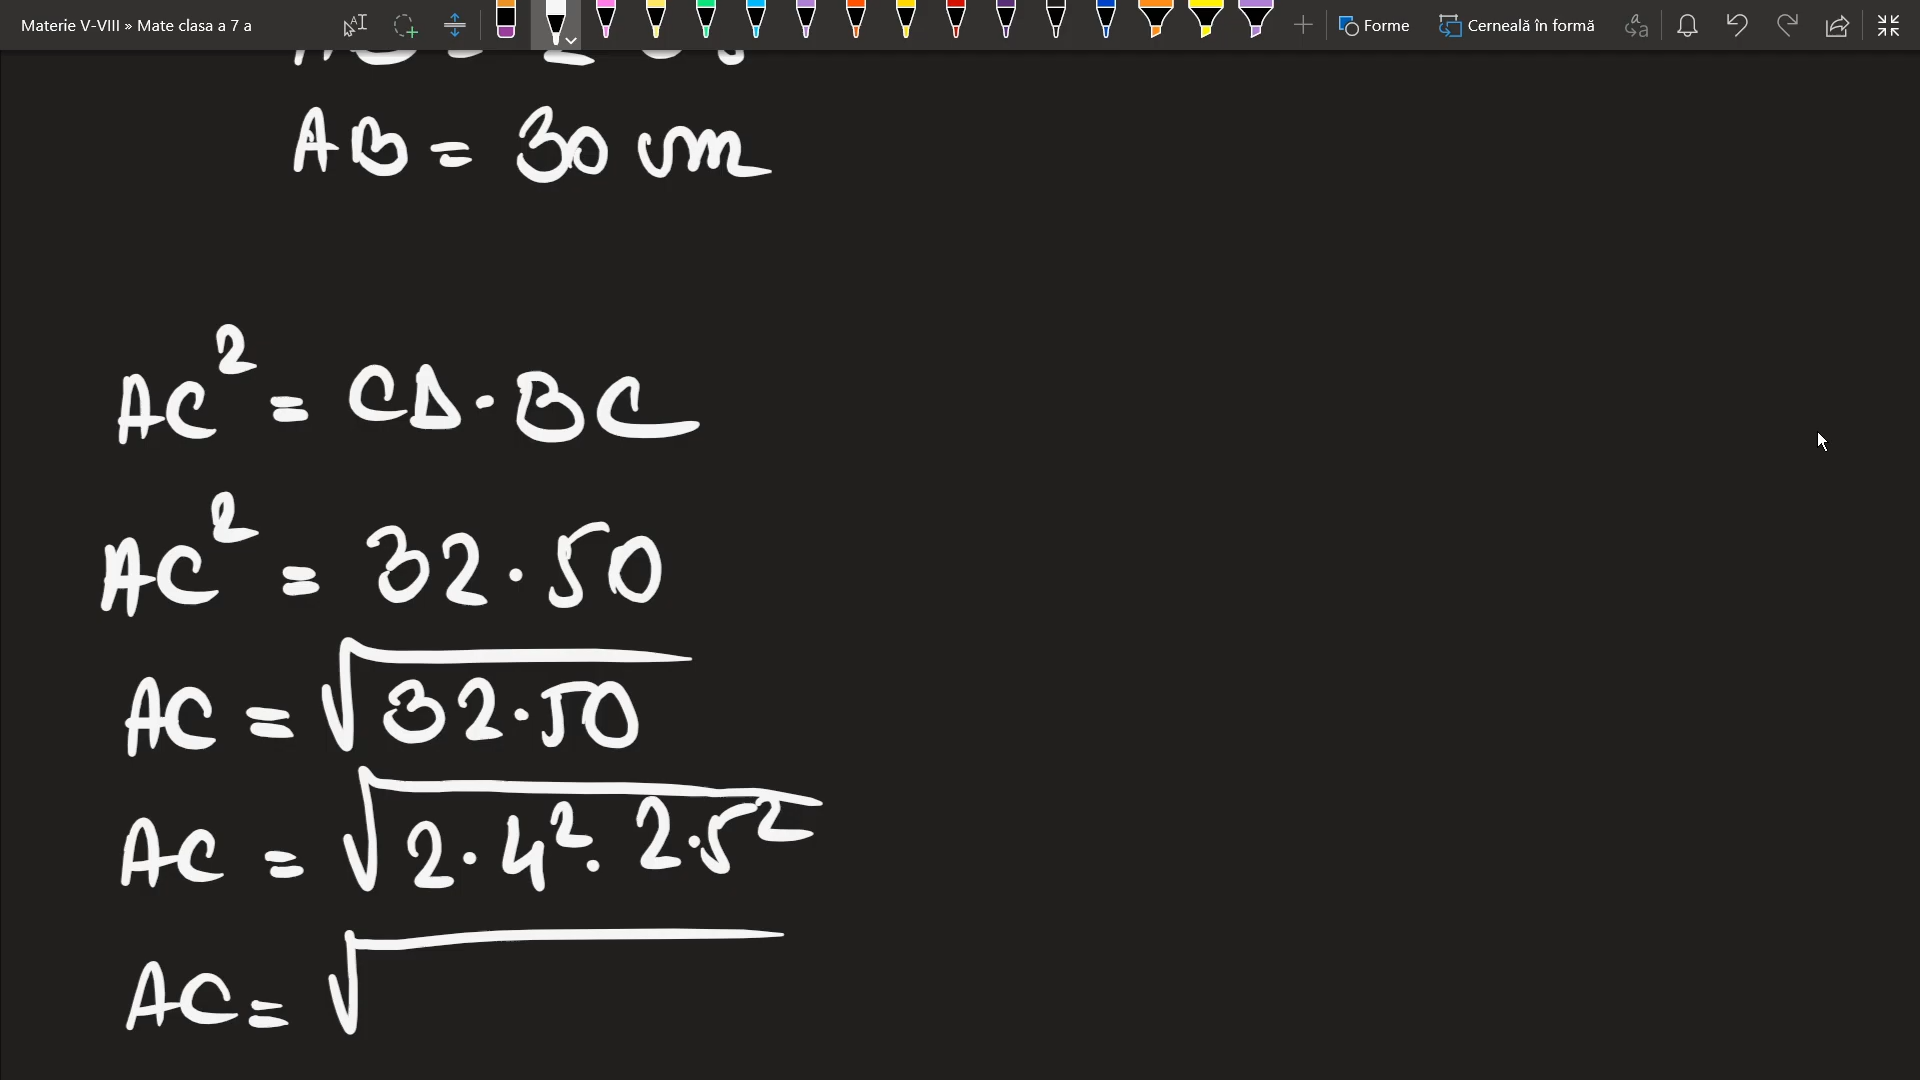 Materie V-VIII » Mate clasa a 7 a
Forme
Cerneală în formă
AB = 30 cm
AC² = CD · BC
AC² = 32 · 50
AC = √32·50
AC = √2·4²·2·5²
AC = √